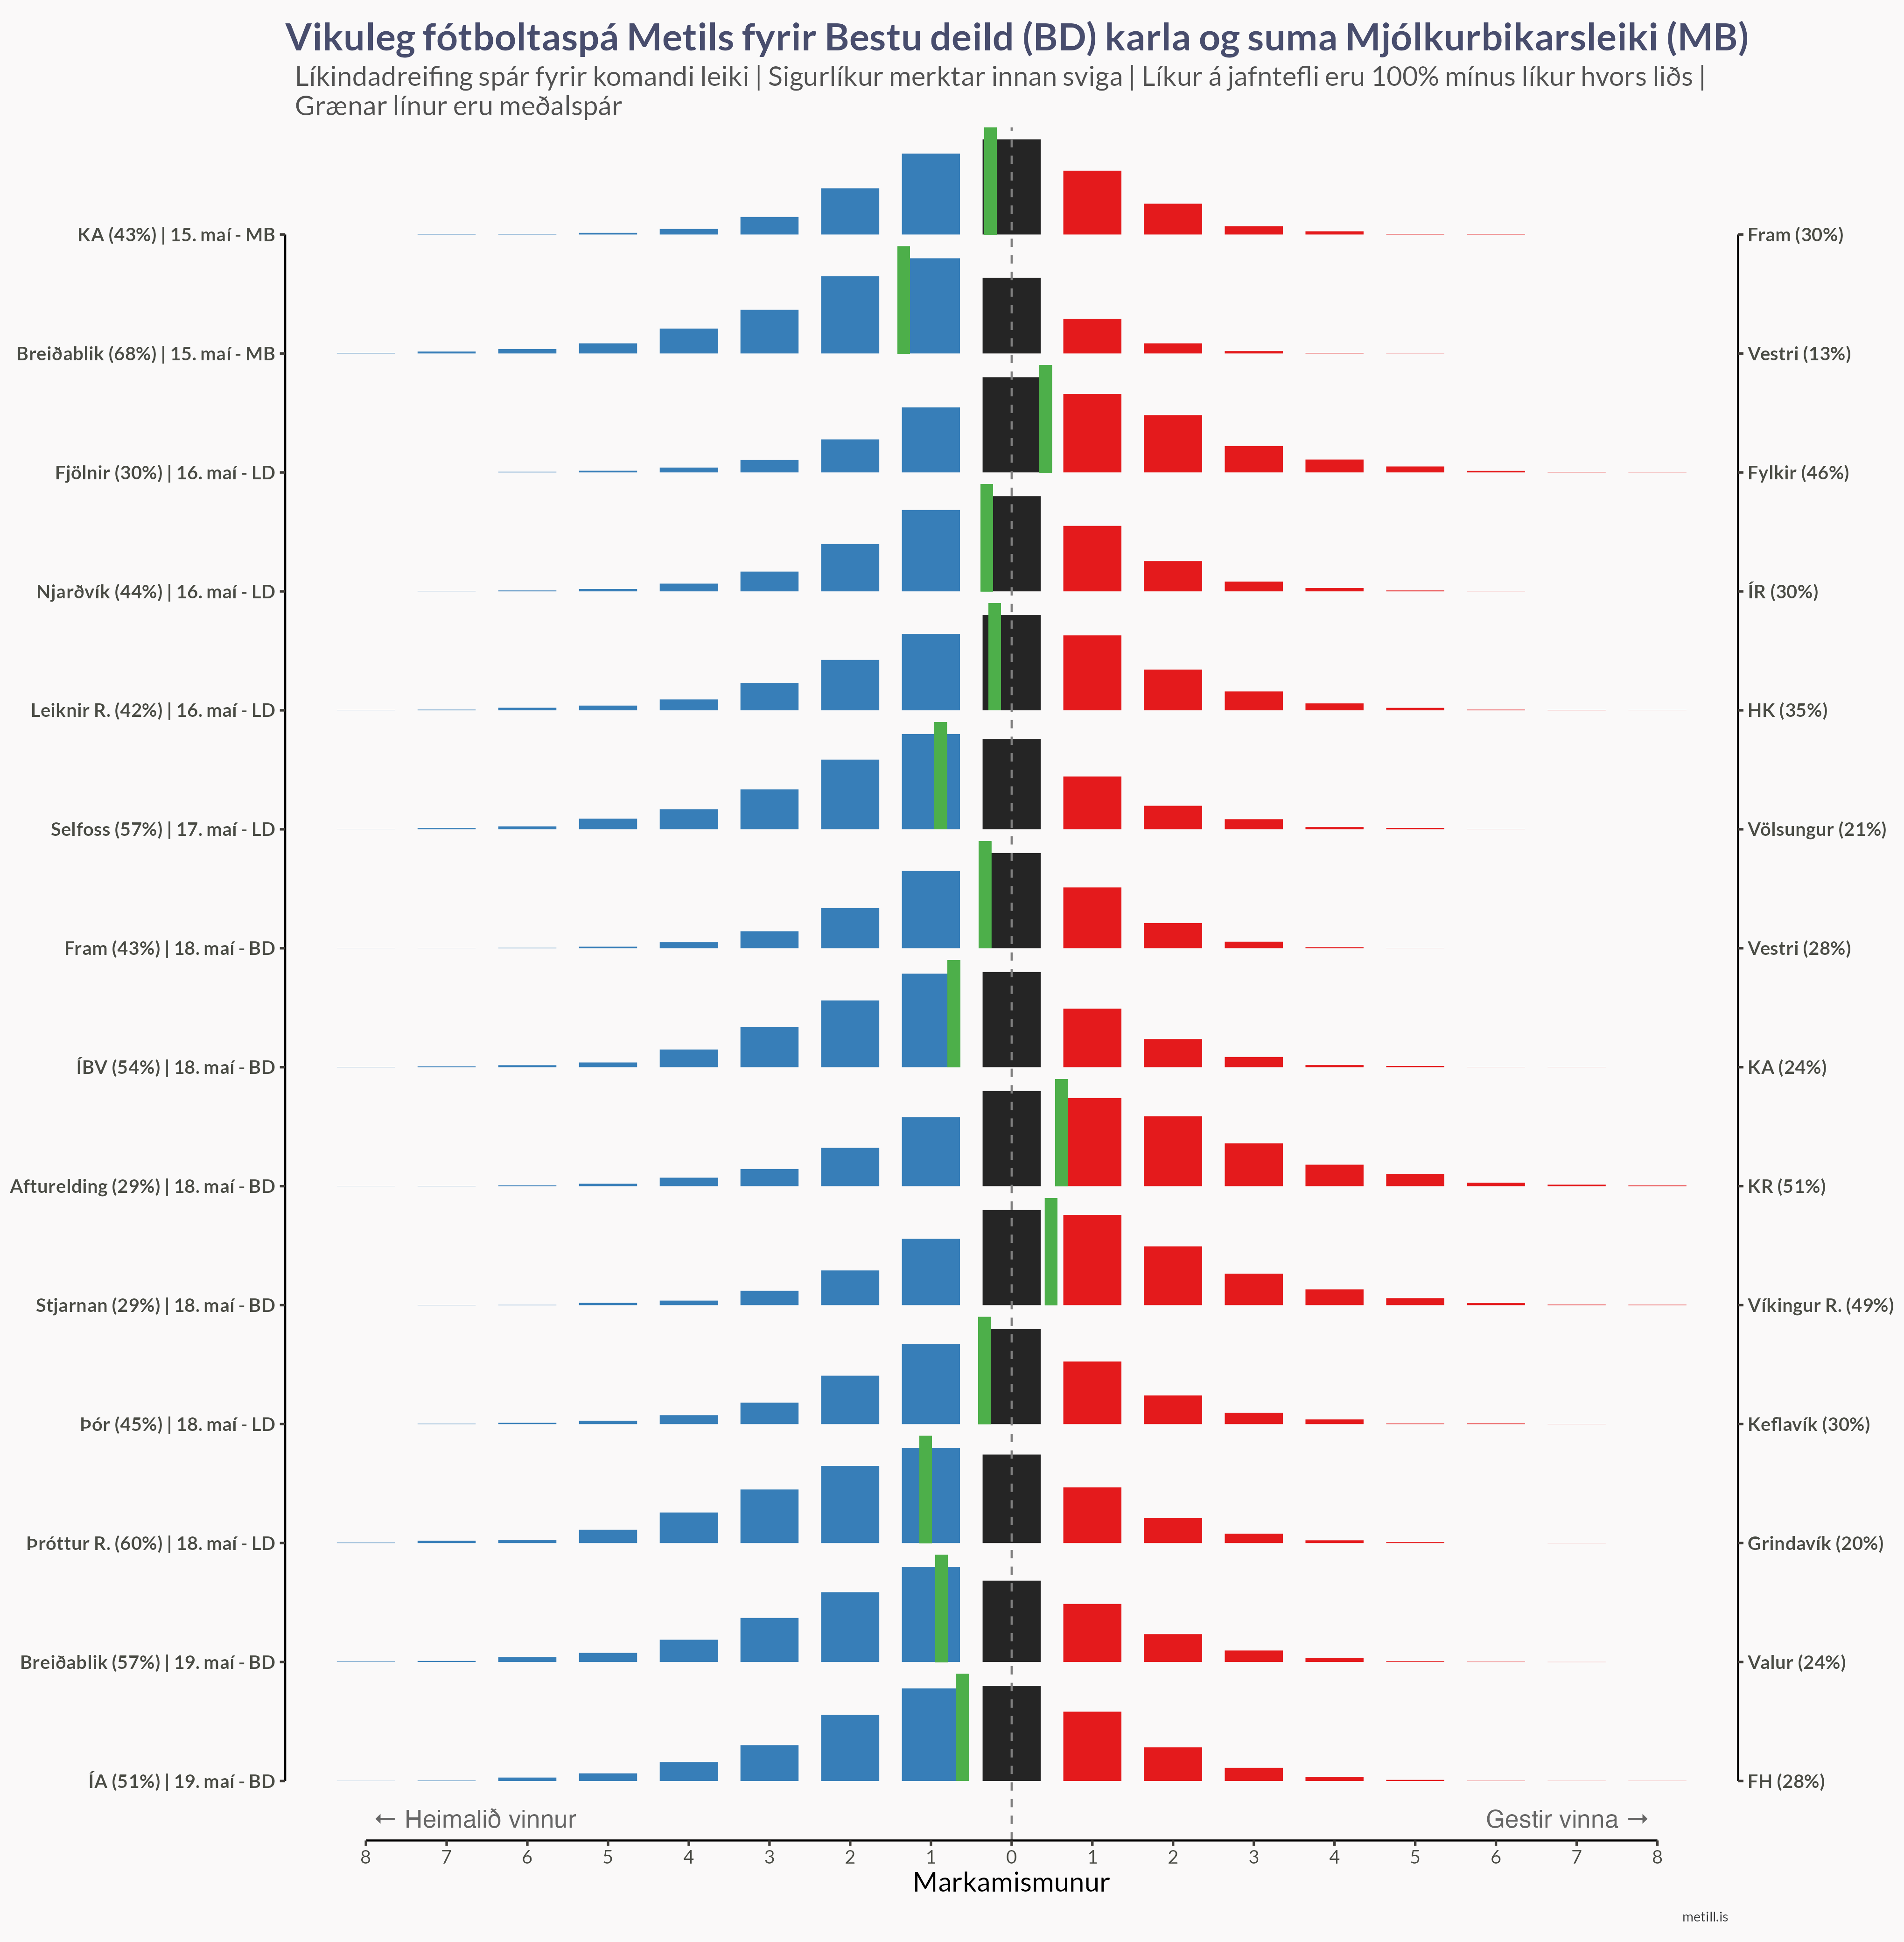 Vikuleg fótboltaspá Metils fyrir Bestu deild (BD) karla og suma Mjólkurbikarsleiki (MB)
Líkindadreifing spár fyrir komandi leiki | Sigurlíkur merktar innan sviga | Líkur á jafntefli eru 100% mínus líkur hvors liðs |
Grænar línur eru meðalspár
KA (43%) | 15. maí - MB
Fram (30%)
Breiðablik (68%) | 15. maí - MB
Vestri (13%)
Fjölnir (30%) | 16. maí - LD
Fylkir (46%)
Njarðvík (44%) | 16. maí - LD
ÍR (30%)
Leiknir R. (42%) | 16. maí - LD
HK (35%)
Selfoss (57%) | 17. maí - LD
Völsungur (21%)
Fram (43%) | 18. maí - BD
Vestri (28%)
ÍBV (54%) | 18. maí - BD
KA (24%)
Afturelding (29%) | 18. maí - BD
KR (51%)
Stjarnan (29%) | 18. maí - BD
Víkingur R. (49%)
Þór (45%) | 18. maí - LD
Keflavík (30%)
Þróttur R. (60%) | 18. maí - LD
Grindavík (20%)
Breiðablik (57%) | 19. maí - BD
Valur (24%)
ÍA (51%) | 19. maí - BD
FH (28%)
← Heimalið vinnur
Gestir vinna →
8 7 6 5 4 3 2 1 0 1 2 3 4 5 6 7 8
Markamismunur
metill.is